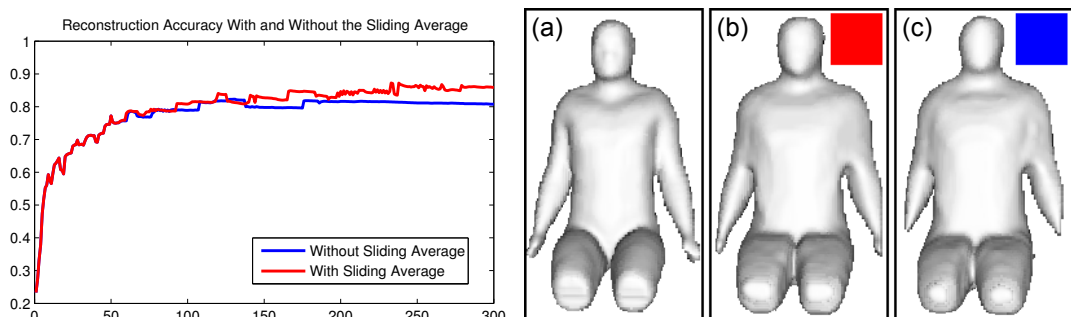 Reconstruction Accuracy With and Without the Sliding Average
1
0.9
0.8
0.7
0.6
0.5
0.4
0.3
0.2
0 50 100 150 200 250 300
Without Sliding Average
With Sliding Average
(a)
(b)
(c)